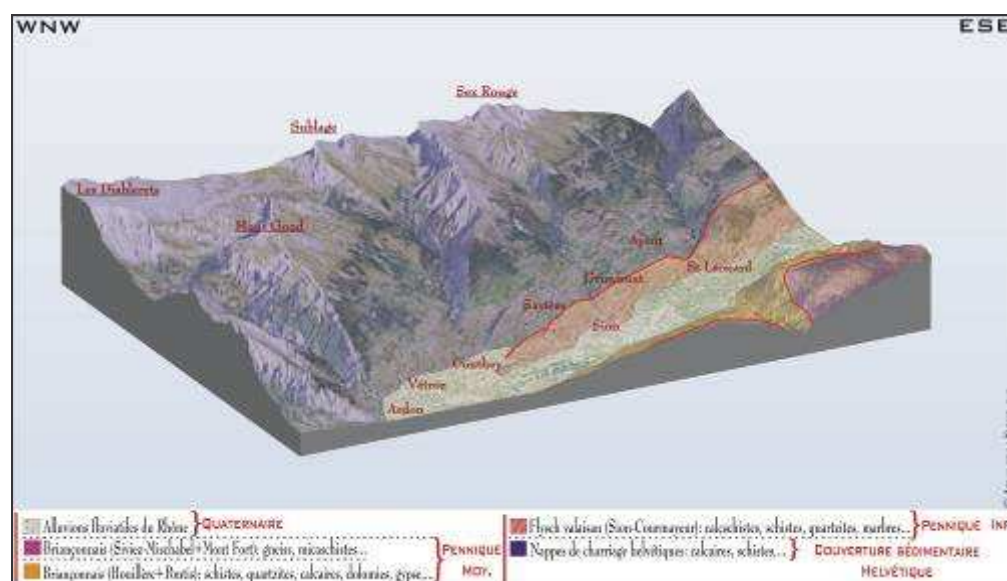 WNW
ESE
Sex Rouge
Sublage
Les Diablerets
Haut Goad
Ayent
Grimisuat
St-Léonard
Savièse
Sion
Conthey
Vétroz
Ardon
Alluvions fluviatiles du Rhône } QUATERNAIRE
Briançonnais (Siviez-Mischabel+Mont Fort): gneiss, micaschistes...
Briançonnais (Houillère+Pontis): schistes, quartzites, calcaires, dolomies, gypse...
PENNIQUE
MOY.
Flysch valaisan (Sion-Courmayeur): calcschistes, schistes, quartzites, marbres... } PENNIQUE INF
Nappes de charriage helvétiques: calcaires, schistes,... } COUVERTURE SÉDIMENTAIRE
HELVÉTIQUE